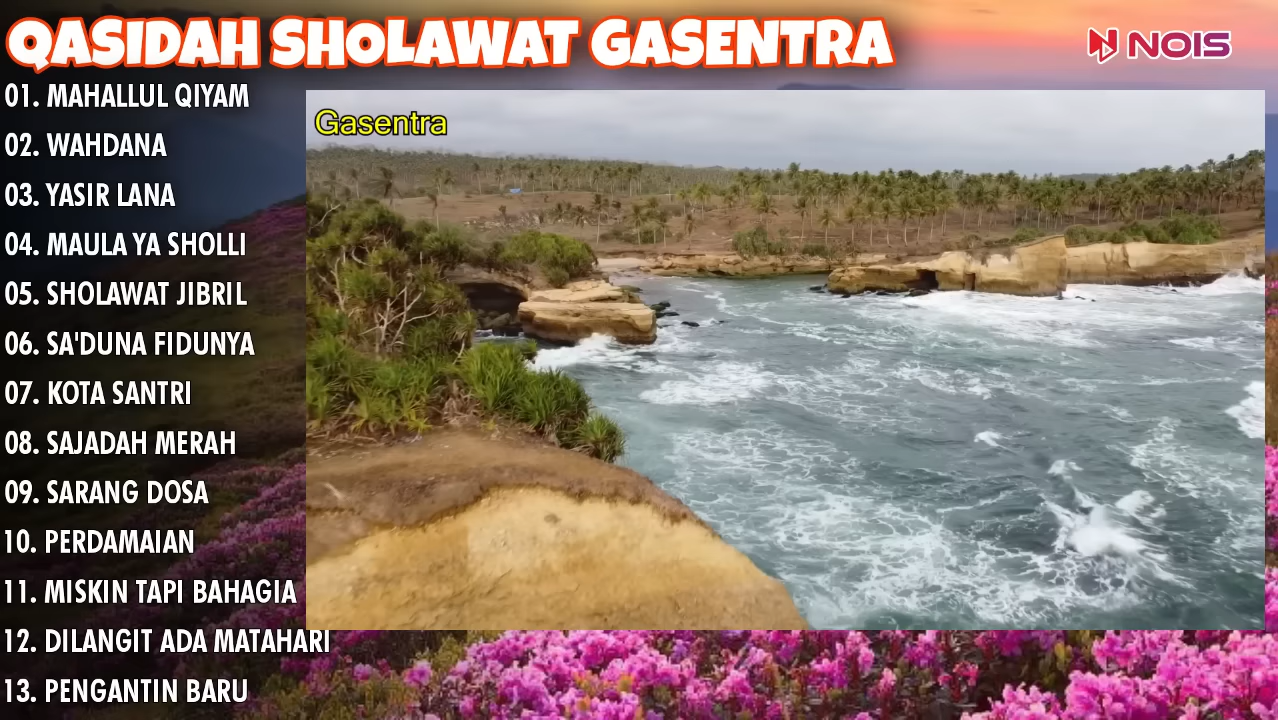 QASIDAH SHOLAWAT GASENTRA
NOIS
01. MAHALLUL QIYAM
02. WAHDANA
03. YASIR LANA
04. MAULA YA SHOLLI
05. SHOLAWAT JIBRIL
06. SA'DUNA FIDUNYA
07. KOTA SANTRI
08. SAJADAH MERAH
09. SARANG DOSA
10. PERDAMAIAN
11. MISKIN TAPI BAHAGIA
12. DILANGIT ADA MATAHARI
13. PENGANTIN BARU
Gasentra